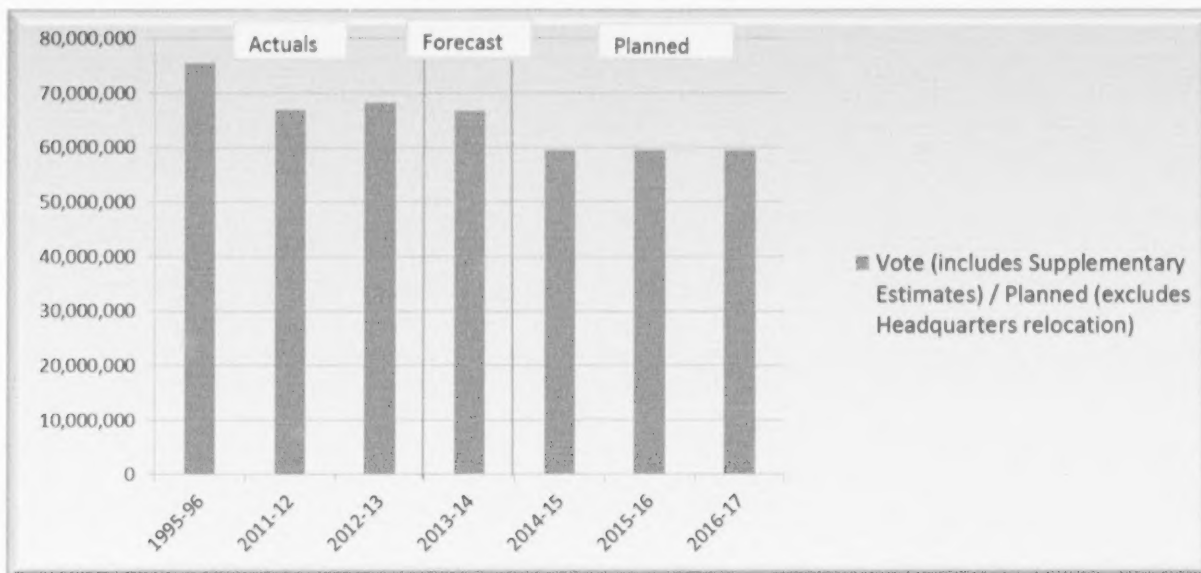 Actuals Forecast Planned
80,000,000
70,000,000
60,000,000
50,000,000
40,000,000
30,000,000
20,000,000
10,000,000
0
1995-96 2011-12 2012-13 2013-14 2014-15 2015-16 2016-17
Vote (includes Supplementary
Estimates) / Planned (excludes
Headquarters relocation)